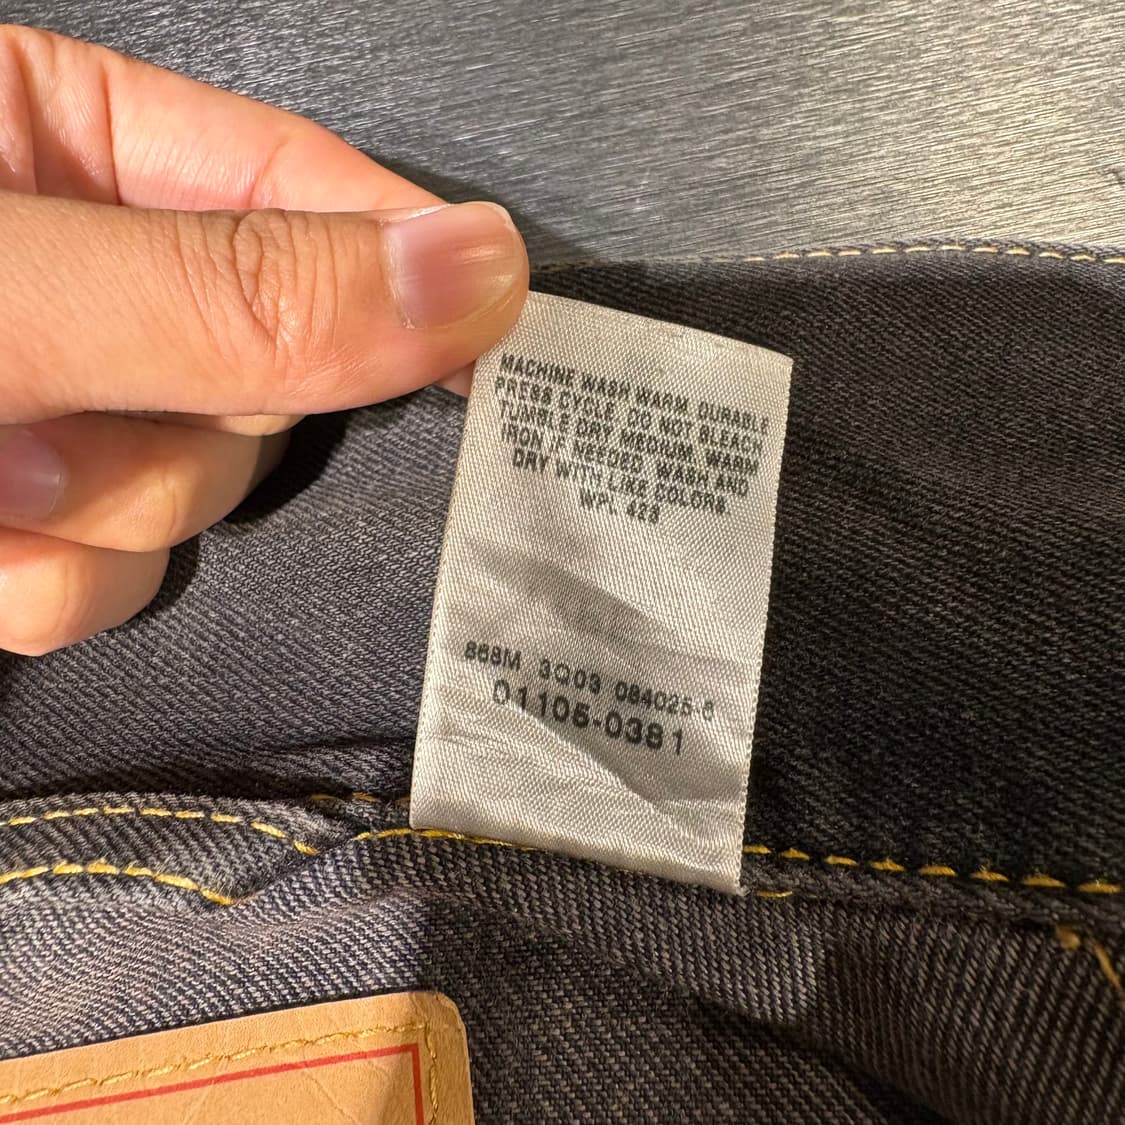 MACHINE WASH WARM, DURABLE
PRESS CYCLE, DO NOT BLEACH,
TUMBLE DRY MEDIUM, WARM
IRON IF NEEDED, WASH AND
DRY WITH LIKE COLORS.
WPL 423
868M 3Q03 084025-6
01105-0381